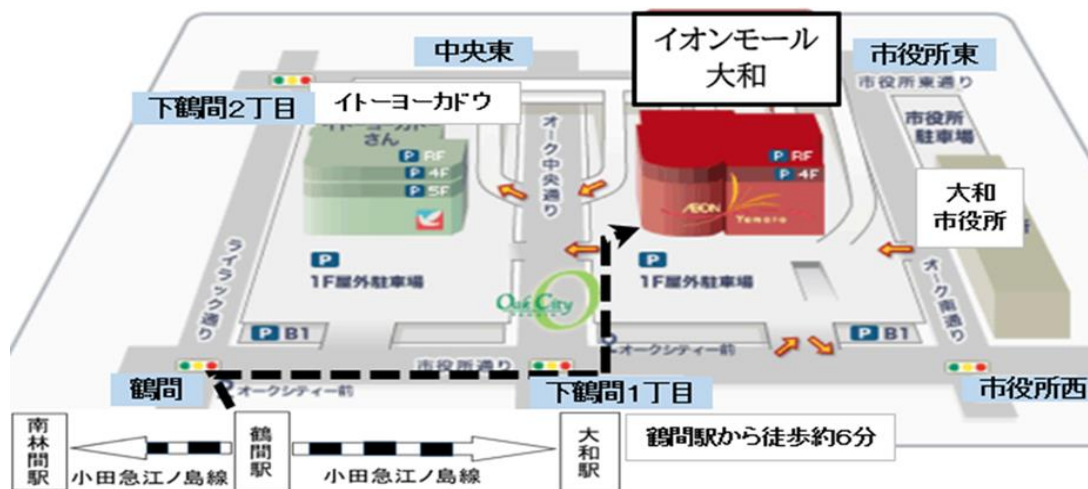 中央東
イオンモール
大和
市役所東
市役所東通り
下鶴間2丁目
イトーヨーカドウ
さん
P RF
P 4F
P 5F
オーク中央通り
P RF
P 4F
AEON
Yamato
市役所
駐車場
大和
市役所
ライラック通り
P
1F屋外駐車場
Oak City
P
1F屋外駐車場
オーク南通り
P B1
P B1
市役所通り
オークシティー前
鶴間
オークシティー前
下鶴間1丁目
市役所西
南林間駅
鶴間駅
大和駅
鶴間駅から徒歩約6分
小田急江ノ島線
小田急江ノ島線